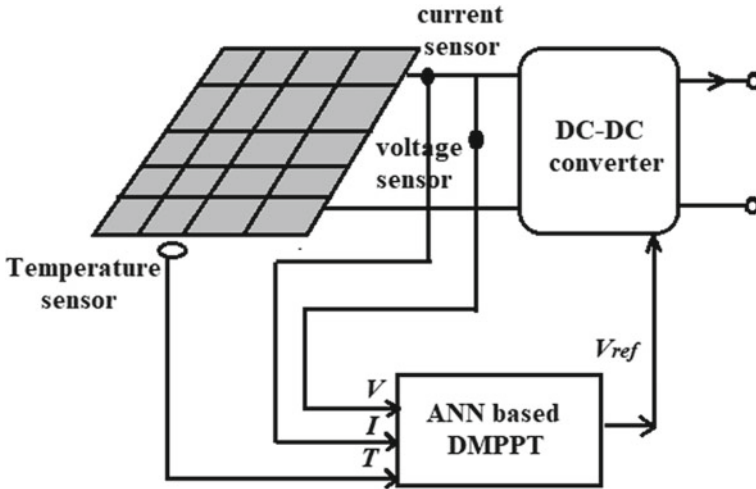 current
sensor
voltage
sensor
DC-DC
converter
Temperature
sensor
Vref
V
I
T
ANN based
DMPPT